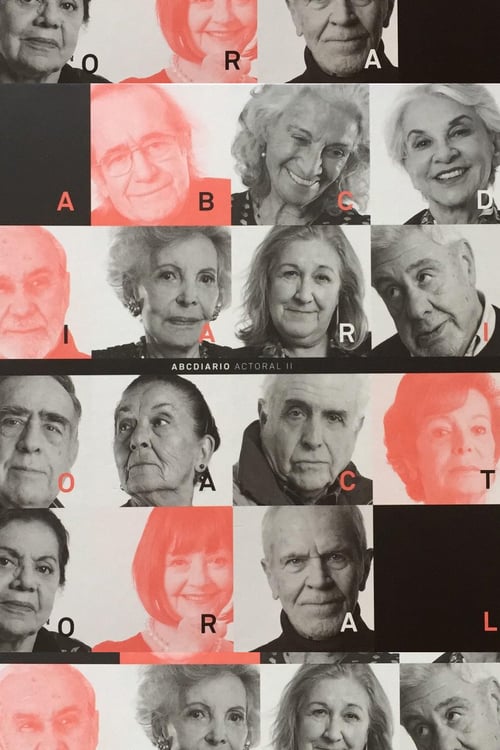 O R A
A B C D
I A R I
ABCDIARIO ACTORAL II
O A C T
O R A L